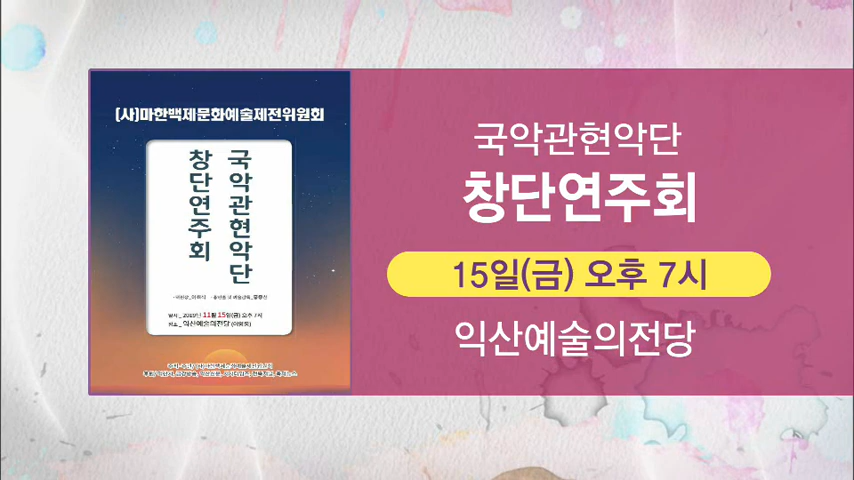 (사)마한백제문화예술제전위원회
국악관현악단
창단연주회
일시_ 2019년 11월 15일(금) 오후 7시
장소_ 익산예술의전당
국악관현악단
창단연주회
15일(금) 오후 7시
익산예술의전당